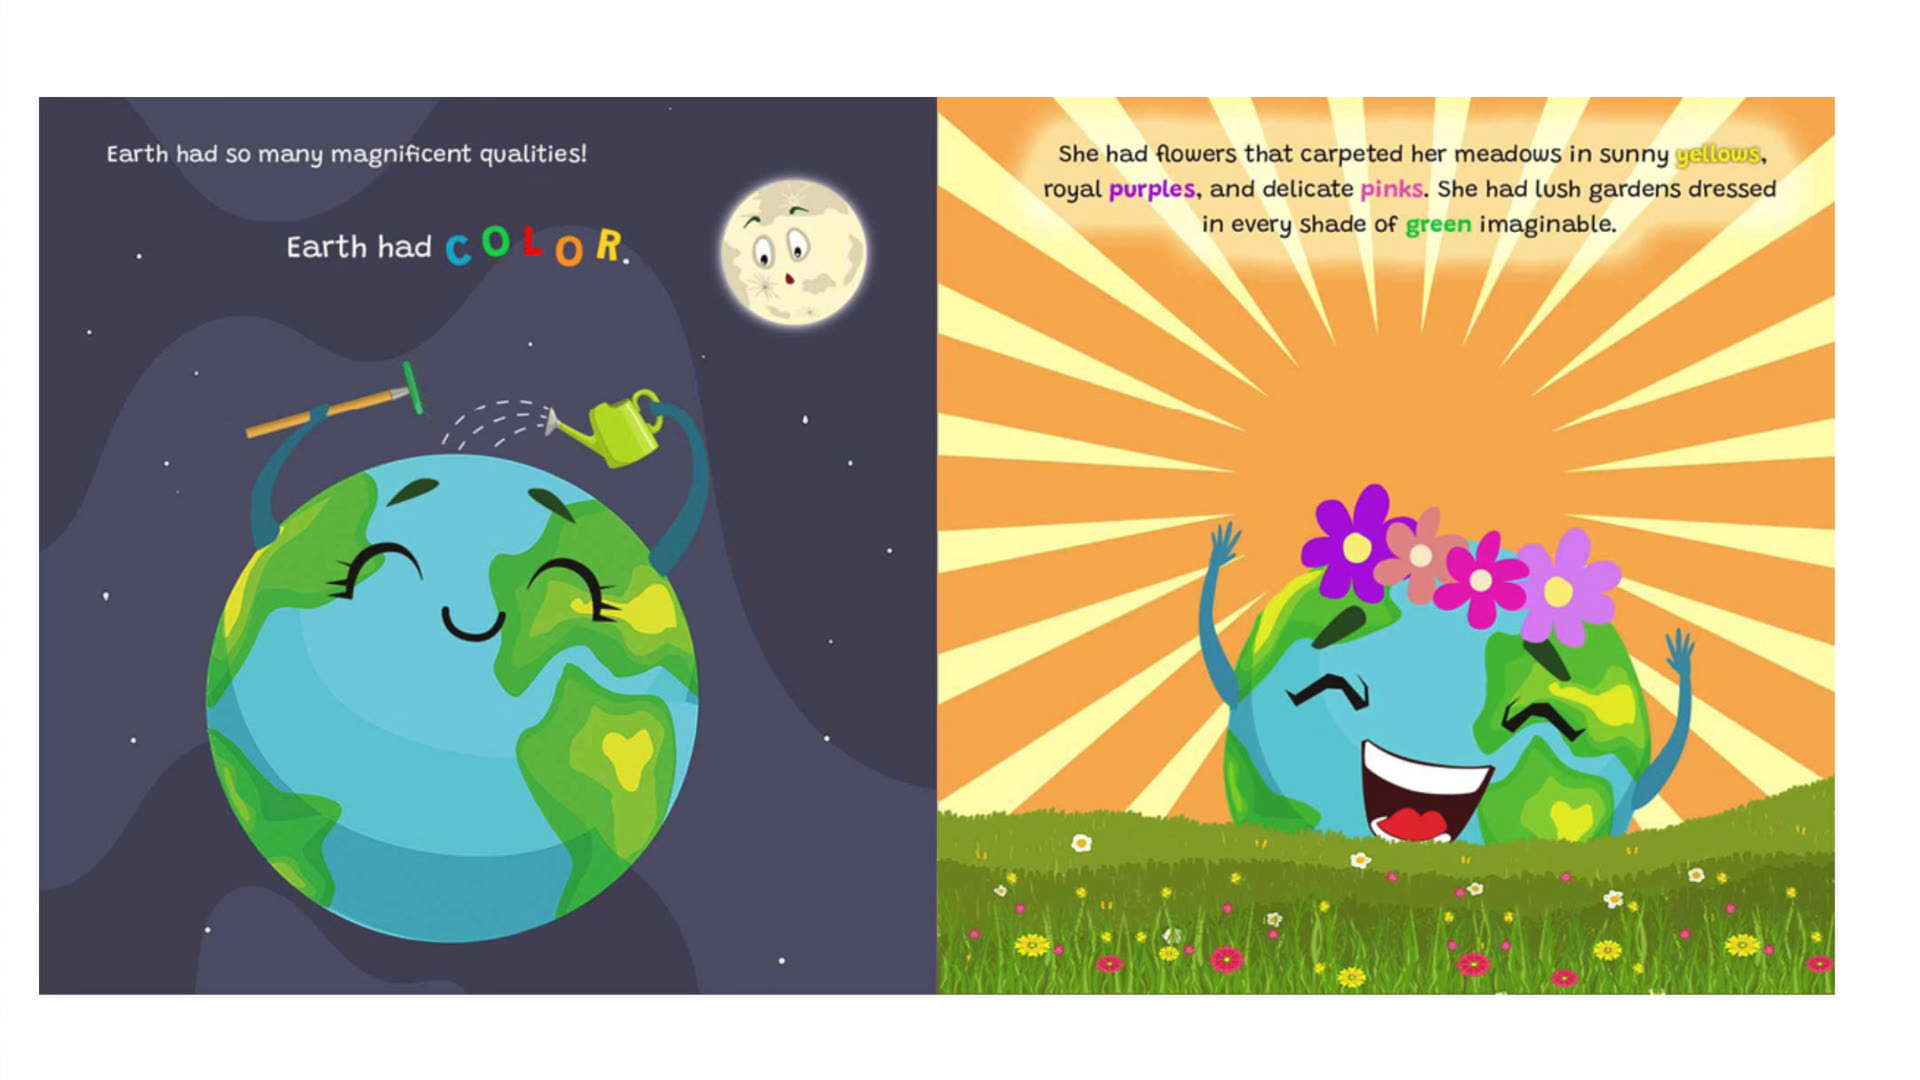 Earth had so many magnificent qualities!
Earth had COLOR.
She had flowers that carpeted her meadows in sunny yellows,
royal purples, and delicate pinks. She had lush gardens dressed
in every shade of green imaginable.